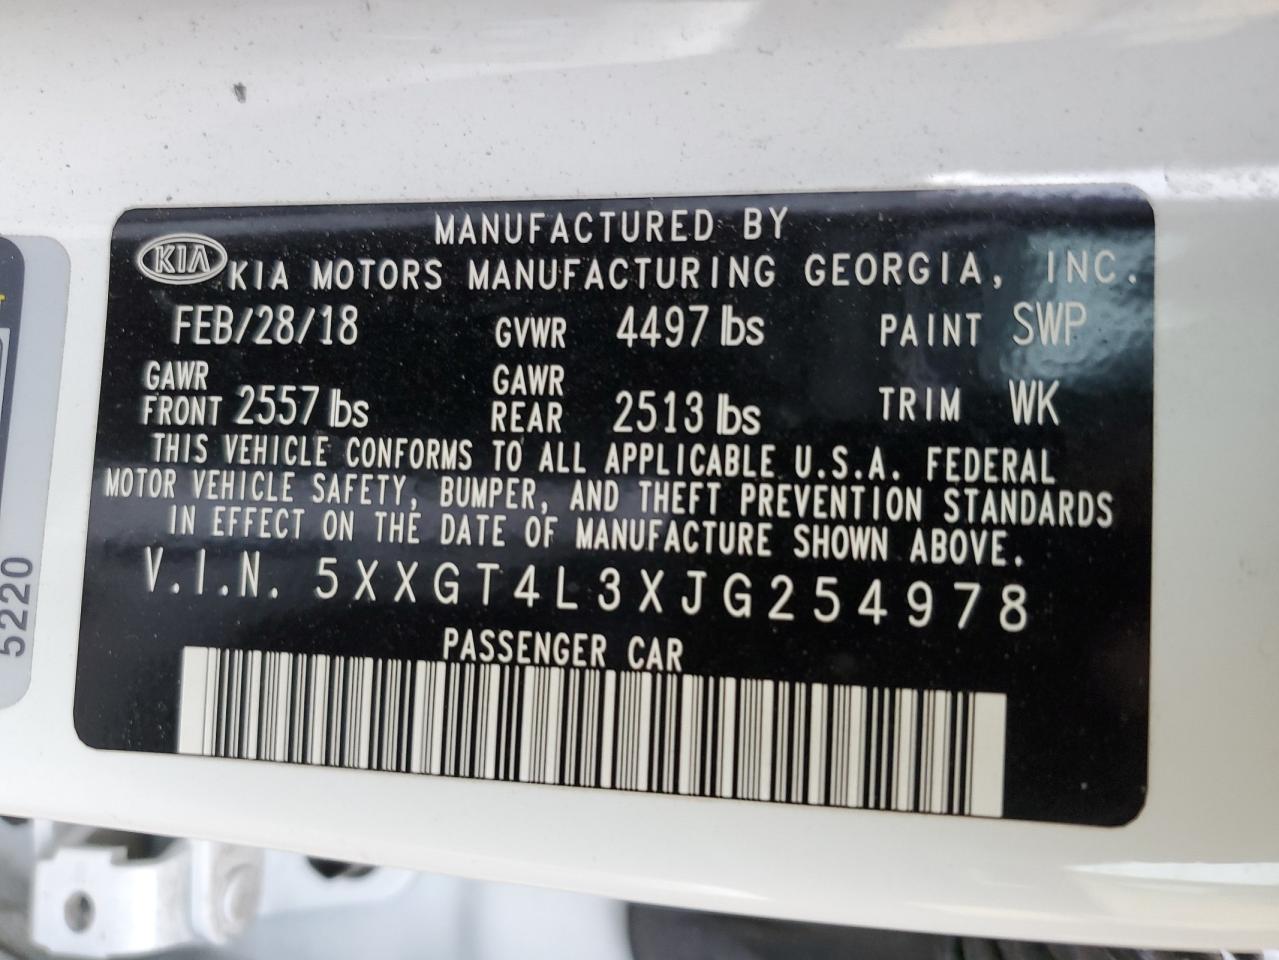 MANUFACTURED BY
KIA KIA MOTORS MANUFACTURING GEORGIA, INC.
FEB/28/18 GVWR 4497 lbs PAINT SWP
GAWR FRONT 2557 lbs GAWR REAR 2513 lbs TRIM WK
THIS VEHICLE CONFORMS TO ALL APPLICABLE U.S.A. FEDERAL
MOTOR VEHICLE SAFETY, BUMPER, AND THEFT PREVENTION STANDARDS
IN EFFECT ON THE DATE OF MANUFACTURE SHOWN ABOVE.
V.I.N. 5XXGT4L3XJG254978
PASSENGER CAR
5220